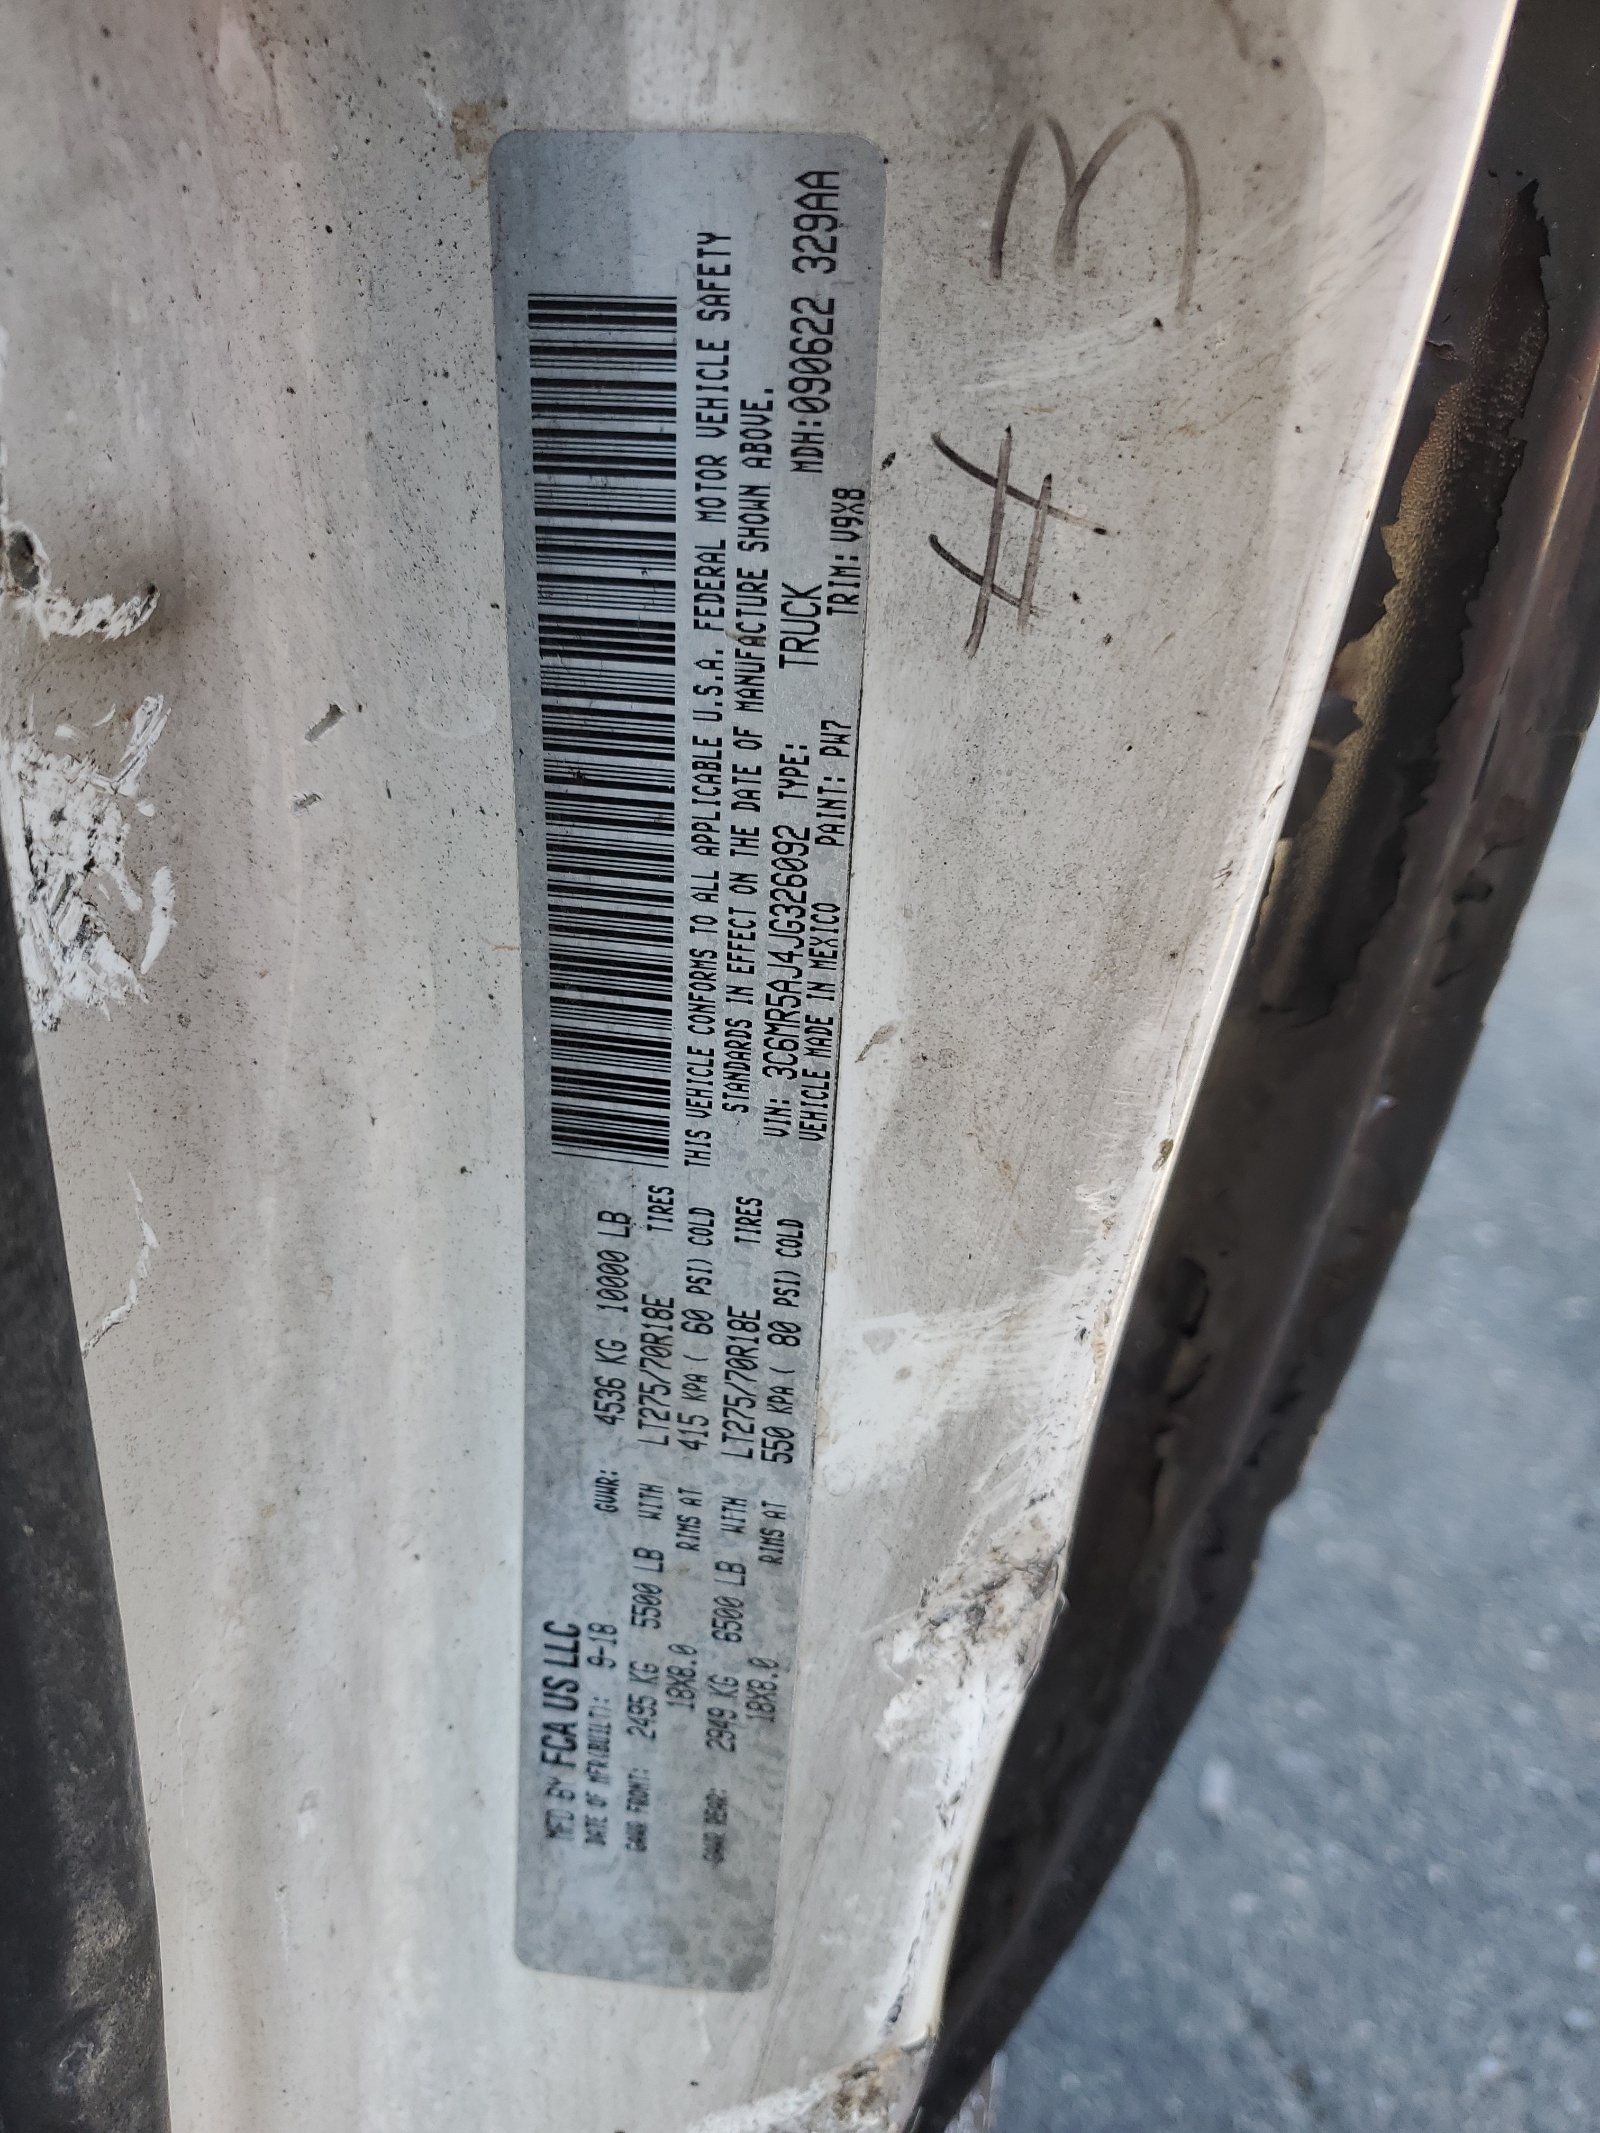 MFD BY FCA US LLC
DATE OF MFR(BUILT): 9-18 GVWR: 4536 KG 10000 LB
GAWR FRONT: 2495 KG 5500 LB WITH LT275/70R18E TIRES
18X8.0 RIMS AT 415 KPA( 60 PSI) COLD
GAWR REAR: 2949 KG 6500 LB WITH LT275/70R18E TIRES
18X8.0 RIMS AT 550 KPA( 80 PSI) COLD
THIS VEHICLE CONFORMS TO ALL APPLICABLE U.S.A. FEDERAL MOTOR VEHICLE SAFETY
STANDARDS IN EFFECT ON THE DATE OF MANUFACTURE SHOWN ABOVE.
VIN: 3C6MR5AJ4JG326092 TYPE: TRUCK MDH:090622 329AA
VEHICLE MADE IN MEXICO PAINT: PW7 TRIM: V9X8
# 3